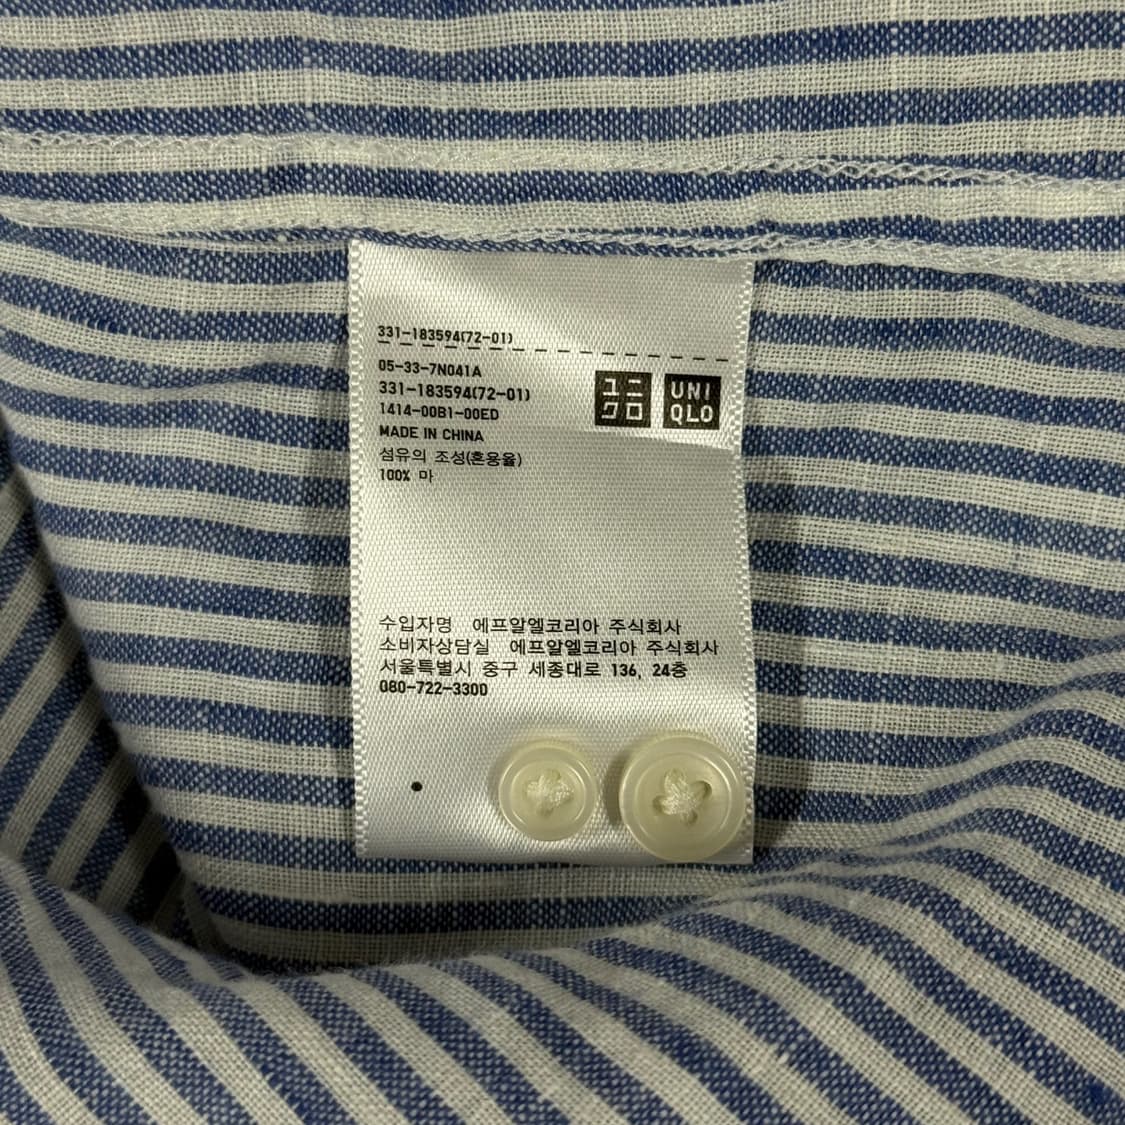 331-183594(72-01)
05-33-7N041A
331-183594(72-01)
1414-00B1-00ED
MADE IN CHINA
섬유의 조성(혼용율)
100% 마
ユニ
クロ
UNI
QLO
수입자명 에프알엘코리아 주식회사
소비자상담실 에프알엘코리아 주식회사
서울특별시 중구 세종대로 136, 24층
080-722-3300